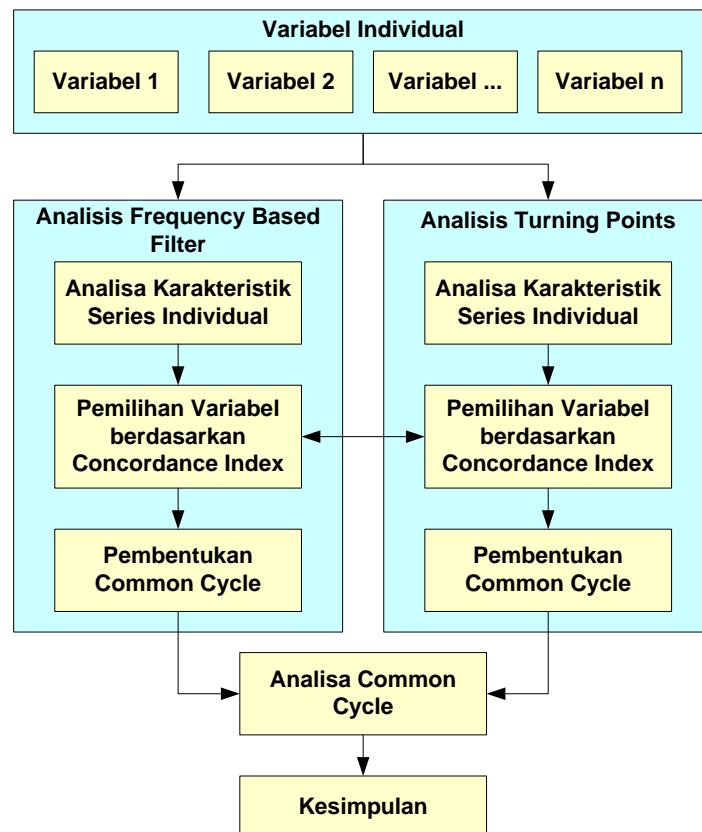 Variabel Individual
Variabel 1
Variabel 2
Variabel ...
Variabel n
Analisis Frequency Based
Filter
Analisa Karakteristik
Series Individual
Pemilihan Variabel
berdasarkan
Concordance Index
Pembentukan
Common Cycle
Analisis Turning Points
Analisa Karakteristik
Series Individual
Pemilihan Variabel
berdasarkan
Concordance Index
Pembentukan
Common Cycle
Analisa Common
Cycle
Kesimpulan